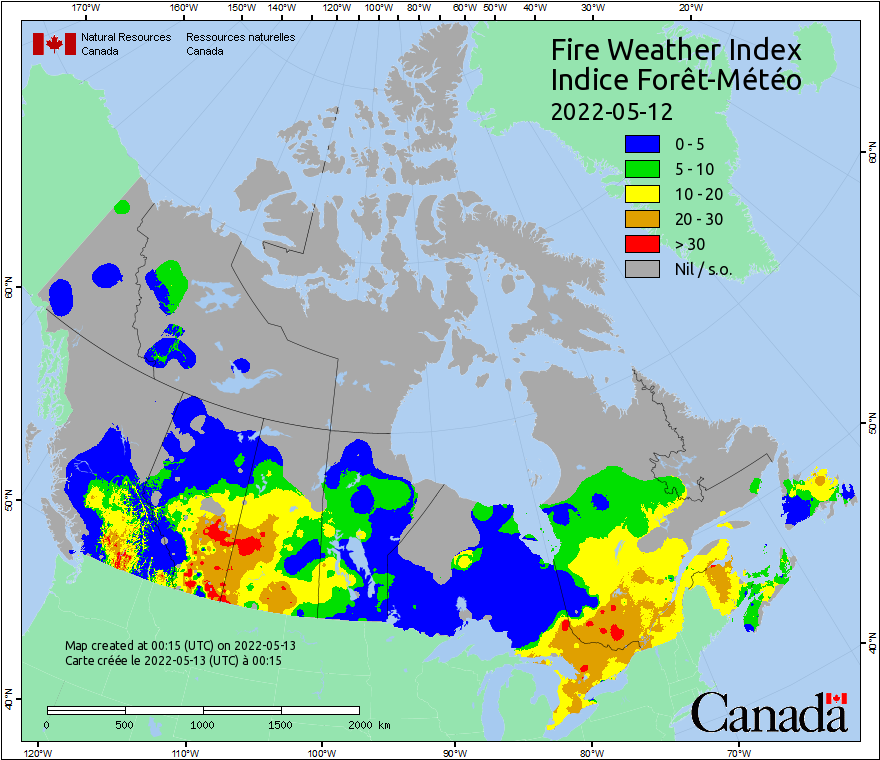 170°W 160°W 150°W 140°W 130°W 120°W 110°W 100°W 90°W 80°W 70°W 60°W 50°W 40°W 30°W 20°W
Natural Resources Ressources naturelles
Canada Canada
Fire Weather Index
Indice Forêt-Météo
2022-05-12
0 - 5
5 - 10
10 - 20
20 - 30
> 30
Nil / s.o.
60°N 60°N
50°N 50°N
40°N 40°N
Map created at 00:15 (UTC) on 2022-05-13
Carte créée le 2022-05-13 (UTC) à 00:15
0 500 1000 1500 2000 km
Canada
120°W 110°W 100°W 90°W 80°W 70°W